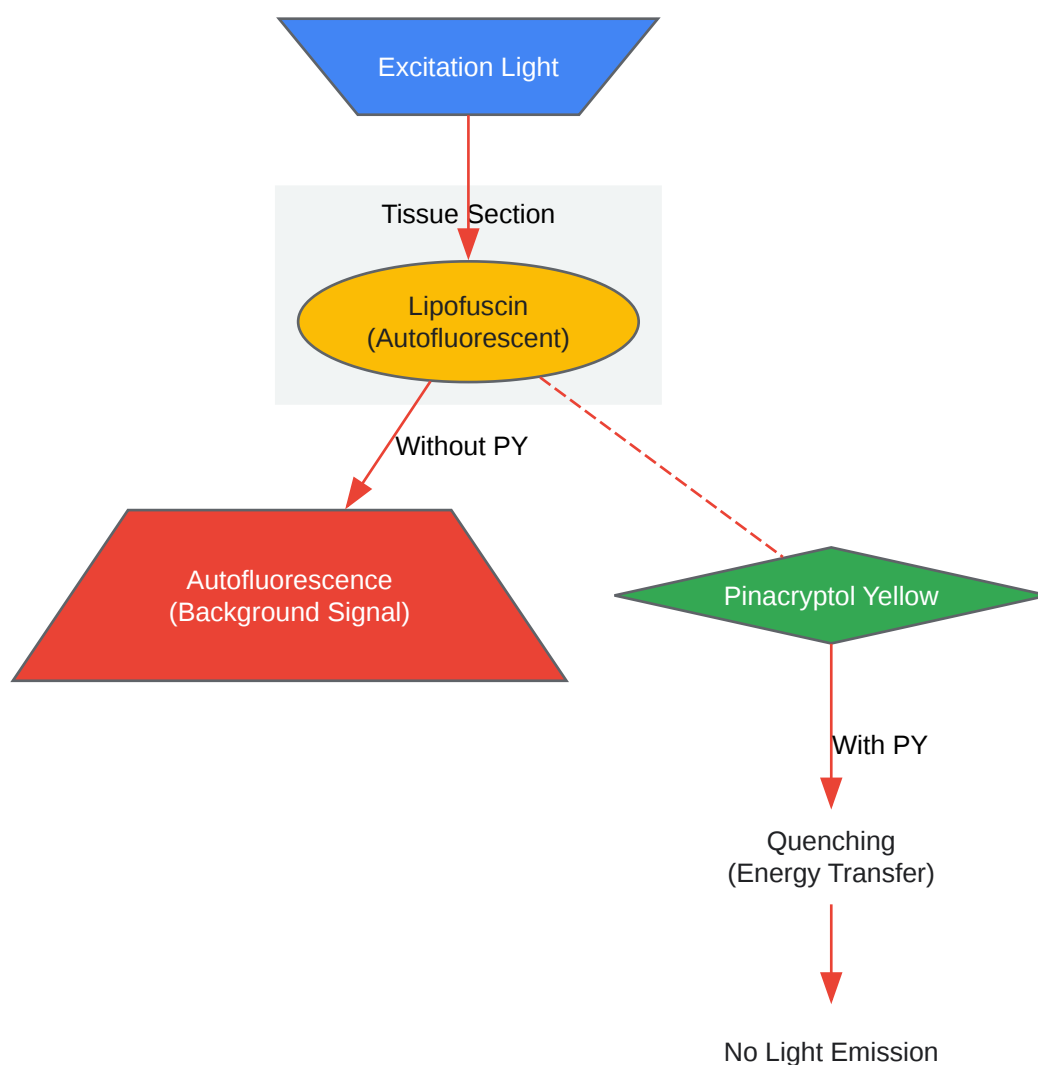 Excitation Light
Tissue Section
Lipofuscin
(Autofluorescent)
Without PY
Autofluorescence
(Background Signal)
Pinacryptol Yellow
With PY
Quenching
(Energy Transfer)
No Light Emission